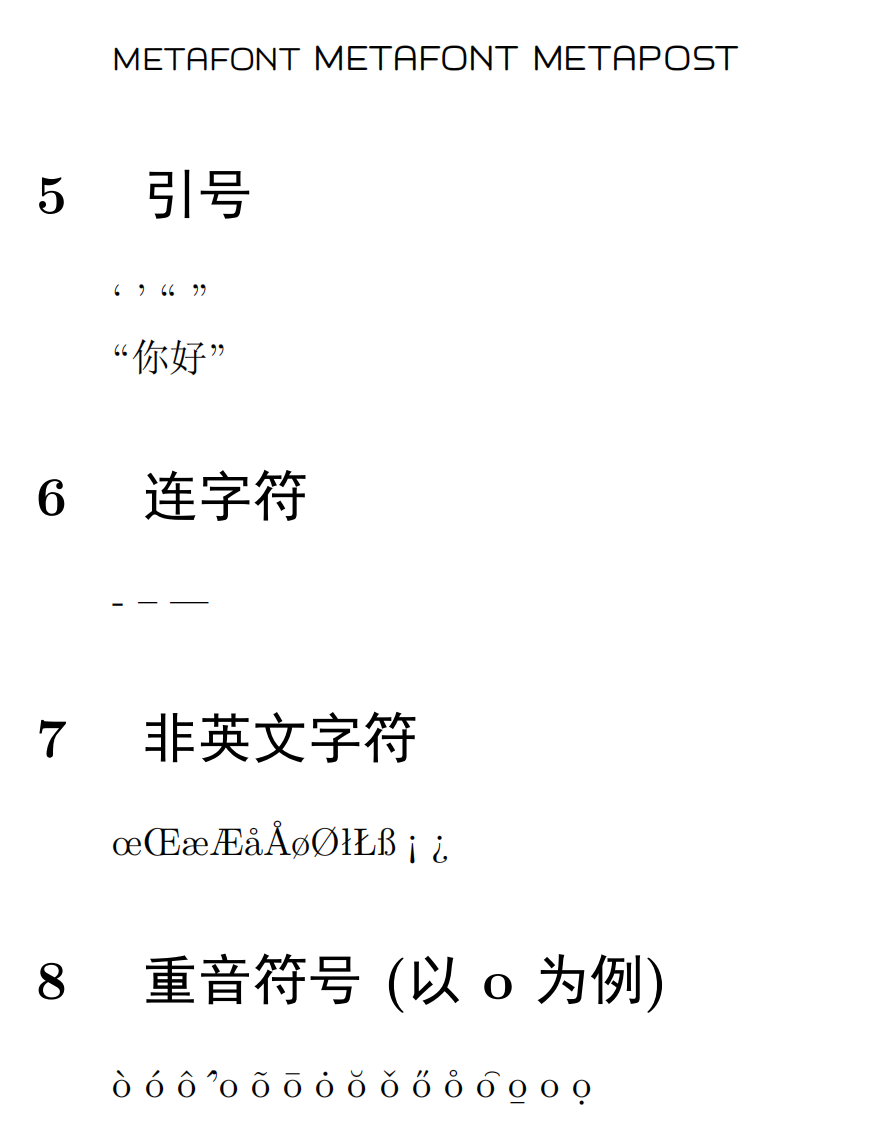 METAFONT METAFONT METAPOST
5 引号
‘ ’ “ ”
“你好”
6 连字符
- – —
7 非英文字符
œŒæÆåÅøØłŁß ¡ ¿
8 重音符号 (以 o 为例)
ò ó ô ˝o õ ō ȯ ŏ ǒ ő o̊ o͡ o̱ o ọ